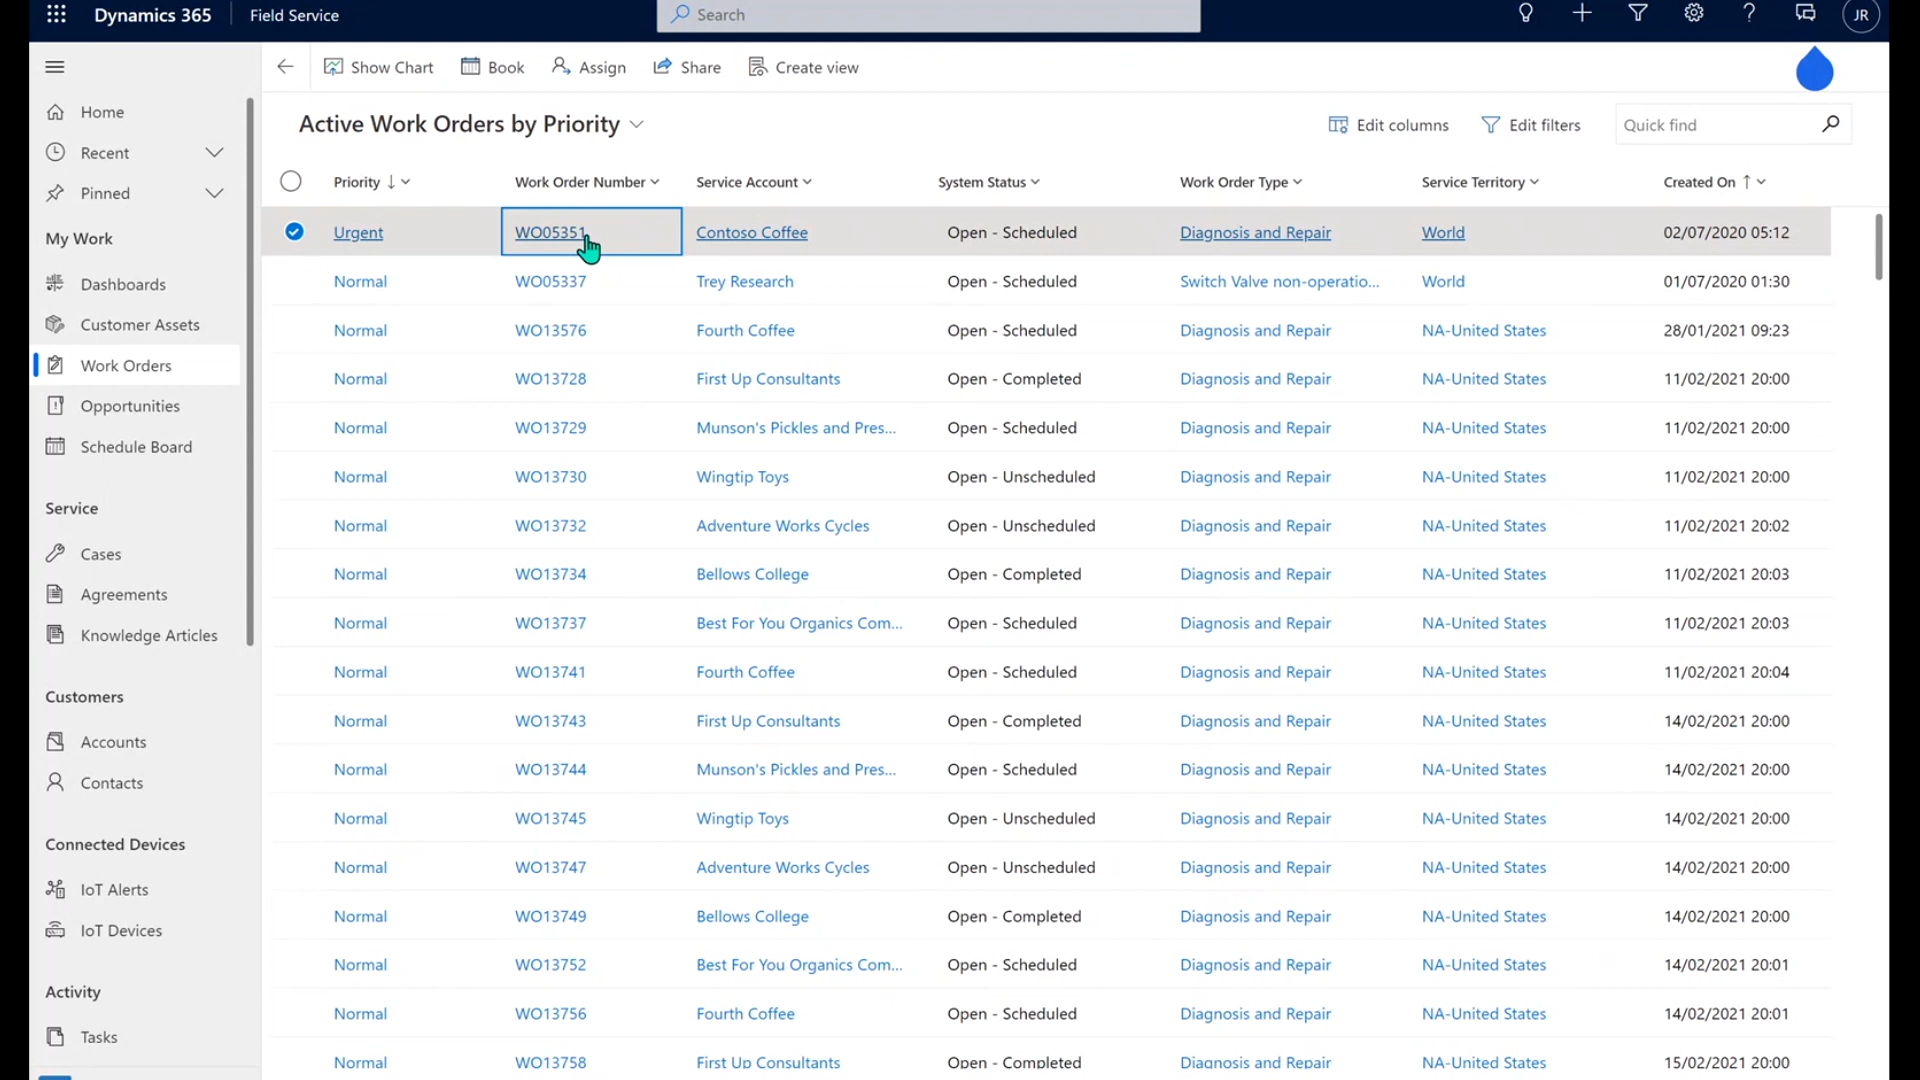 Dynamics 365 Field Service Search JR
Show Chart Book Assign Share Create view
Home
Recent
Pinned
My Work
Dashboards
Customer Assets
Work Orders
Opportunities
Schedule Board
Service
Cases
Agreements
Knowledge Articles
Customers
Accounts
Contacts
Connected Devices
IoT Alerts
IoT Devices
Activity
Tasks
Active Work Orders by Priority Edit columns Edit filters Quick find
Priority Work Order Number Service Account System Status Work Order Type Service Territory Created On
Urgent WO05351 Contoso Coffee Open - Scheduled Diagnosis and Repair World 02/07/2020 05:12
Normal WO05337 Trey Research Open - Scheduled Switch Valve non-operatio... World 01/07/2020 01:30
Normal WO13576 Fourth Coffee Open - Scheduled Diagnosis and Repair NA-United States 28/01/2021 09:23
Normal WO13728 First Up Consultants Open - Completed Diagnosis and Repair NA-United States 11/02/2021 20:00
Normal WO13729 Munson's Pickles and Pres... Open - Scheduled Diagnosis and Repair NA-United States 11/02/2021 20:00
Normal WO13730 Wingtip Toys Open - Unscheduled Diagnosis and Repair NA-United States 11/02/2021 20:00
Normal WO13732 Adventure Works Cycles Open - Unscheduled Diagnosis and Repair NA-United States 11/02/2021 20:02
Normal WO13734 Bellows College Open - Completed Diagnosis and Repair NA-United States 11/02/2021 20:03
Normal WO13737 Best For You Organics Com... Open - Scheduled Diagnosis and Repair NA-United States 11/02/2021 20:03
Normal WO13741 Fourth Coffee Open - Scheduled Diagnosis and Repair NA-United States 11/02/2021 20:04
Normal WO13743 First Up Consultants Open - Completed Diagnosis and Repair NA-United States 14/02/2021 20:00
Normal WO13744 Munson's Pickles and Pres... Open - Scheduled Diagnosis and Repair NA-United States 14/02/2021 20:00
Normal WO13745 Wingtip Toys Open - Unscheduled Diagnosis and Repair NA-United States 14/02/2021 20:00
Normal WO13747 Adventure Works Cycles Open - Unscheduled Diagnosis and Repair NA-United States 14/02/2021 20:00
Normal WO13749 Bellows College Open - Completed Diagnosis and Repair NA-United States 14/02/2021 20:00
Normal WO13752 Best For You Organics Com... Open - Scheduled Diagnosis and Repair NA-United States 14/02/2021 20:01
Normal WO13756 Fourth Coffee Open - Scheduled Diagnosis and Repair NA-United States 14/02/2021 20:01
Normal WO13758 First Up Consultants Open - Completed Diagnosis and Repair NA-United States 15/02/2021 20:00